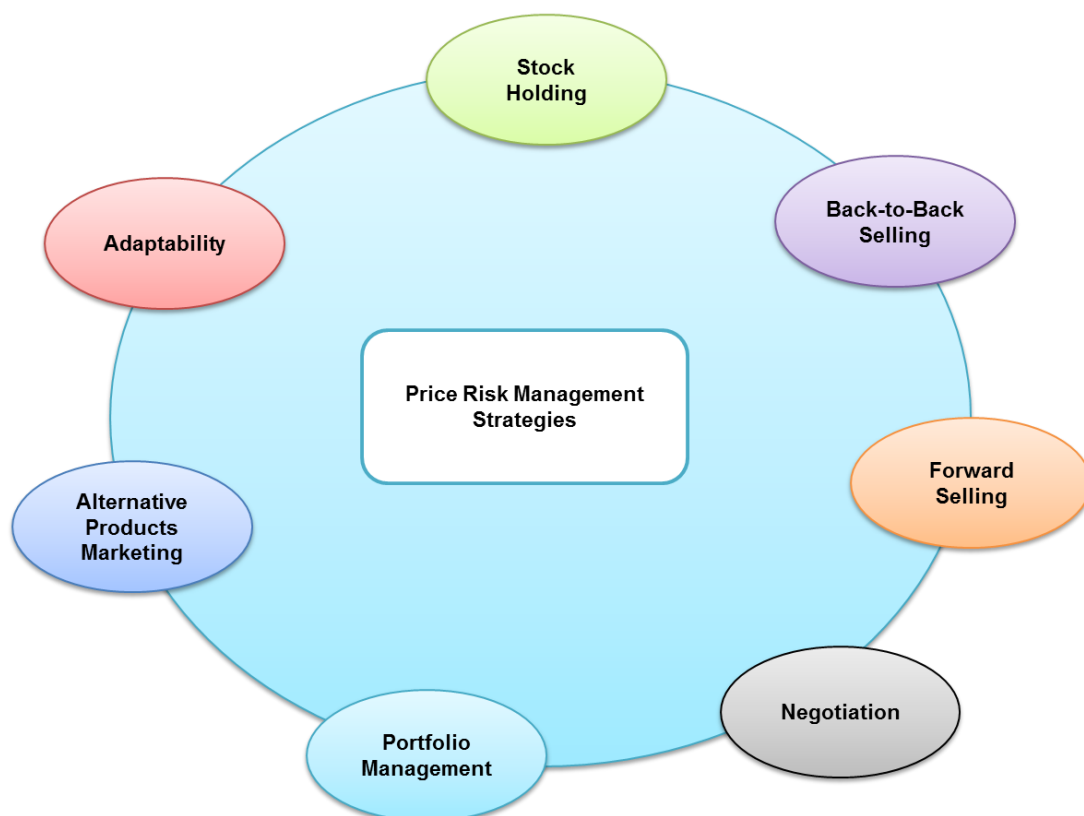 Stock
Holding
Back-to-Back
Selling
Adaptability
Price Risk Management
Strategies
Forward
Selling
Alternative
Products
Marketing
Negotiation
Portfolio
Management